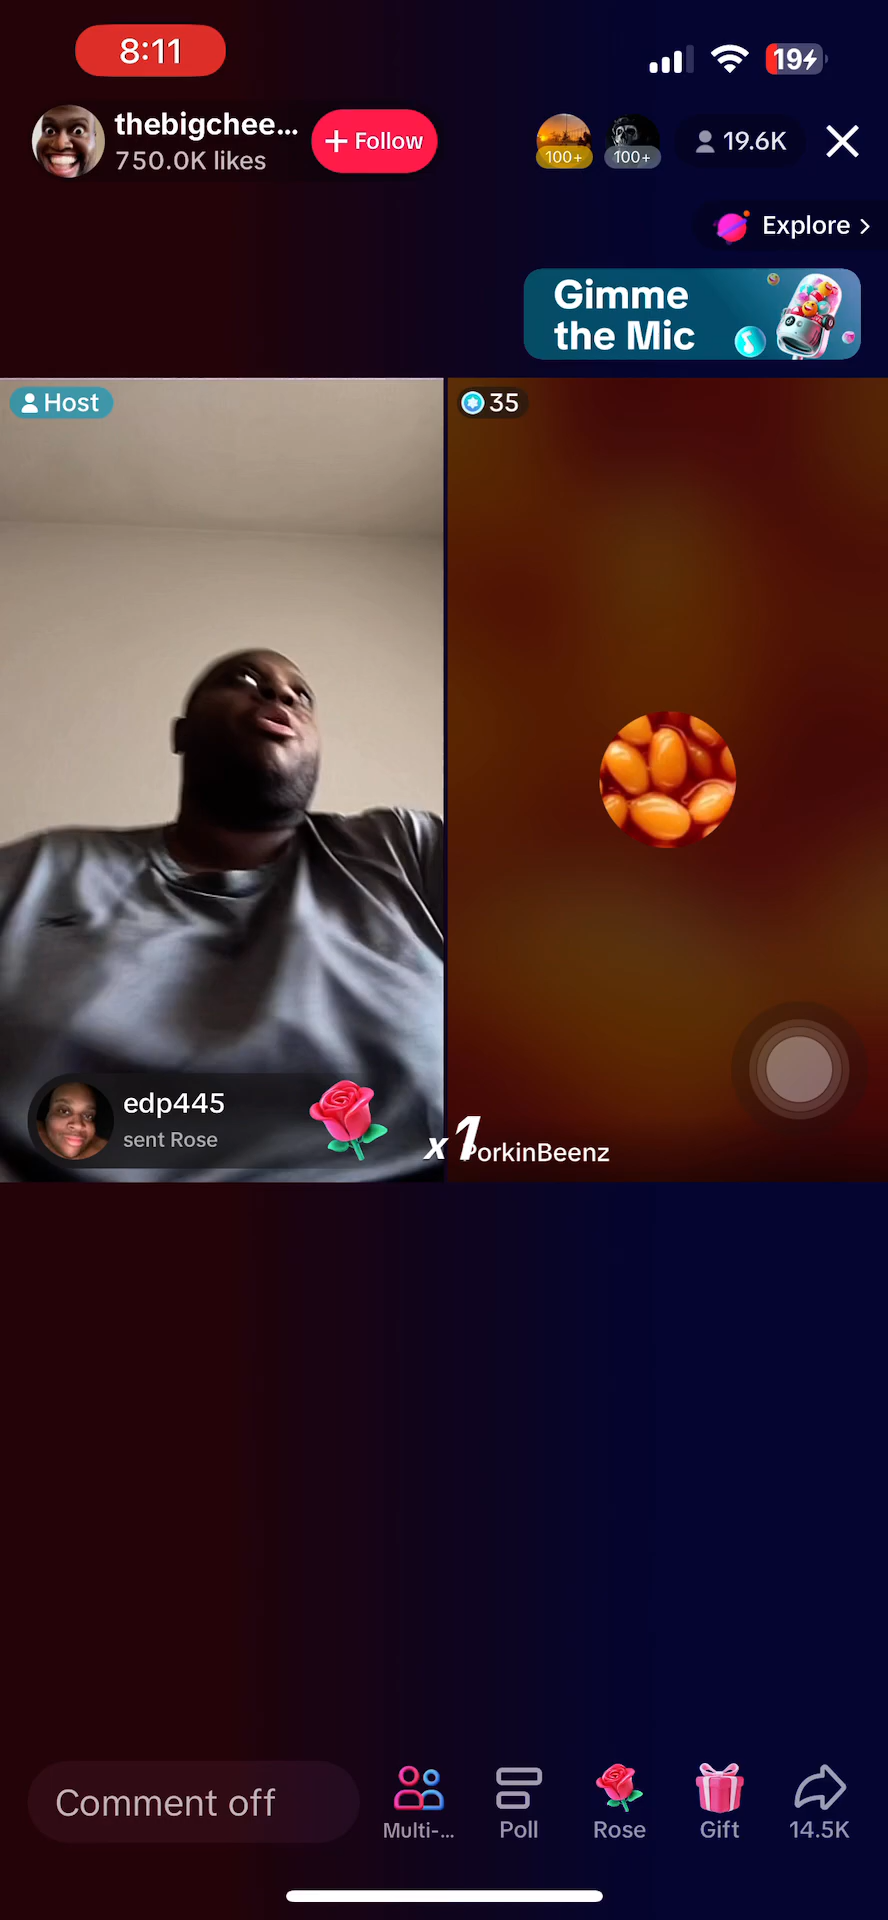 8:11
19
thebigchee...
750.0K likes
+ Follow
100+
100+
19.6K
Explore >
Gimme
the Mic
Host
35
edp445
sent Rose
x1
PorkinBeenz
Comment off
Multi-...
Poll
Rose
Gift
14.5K